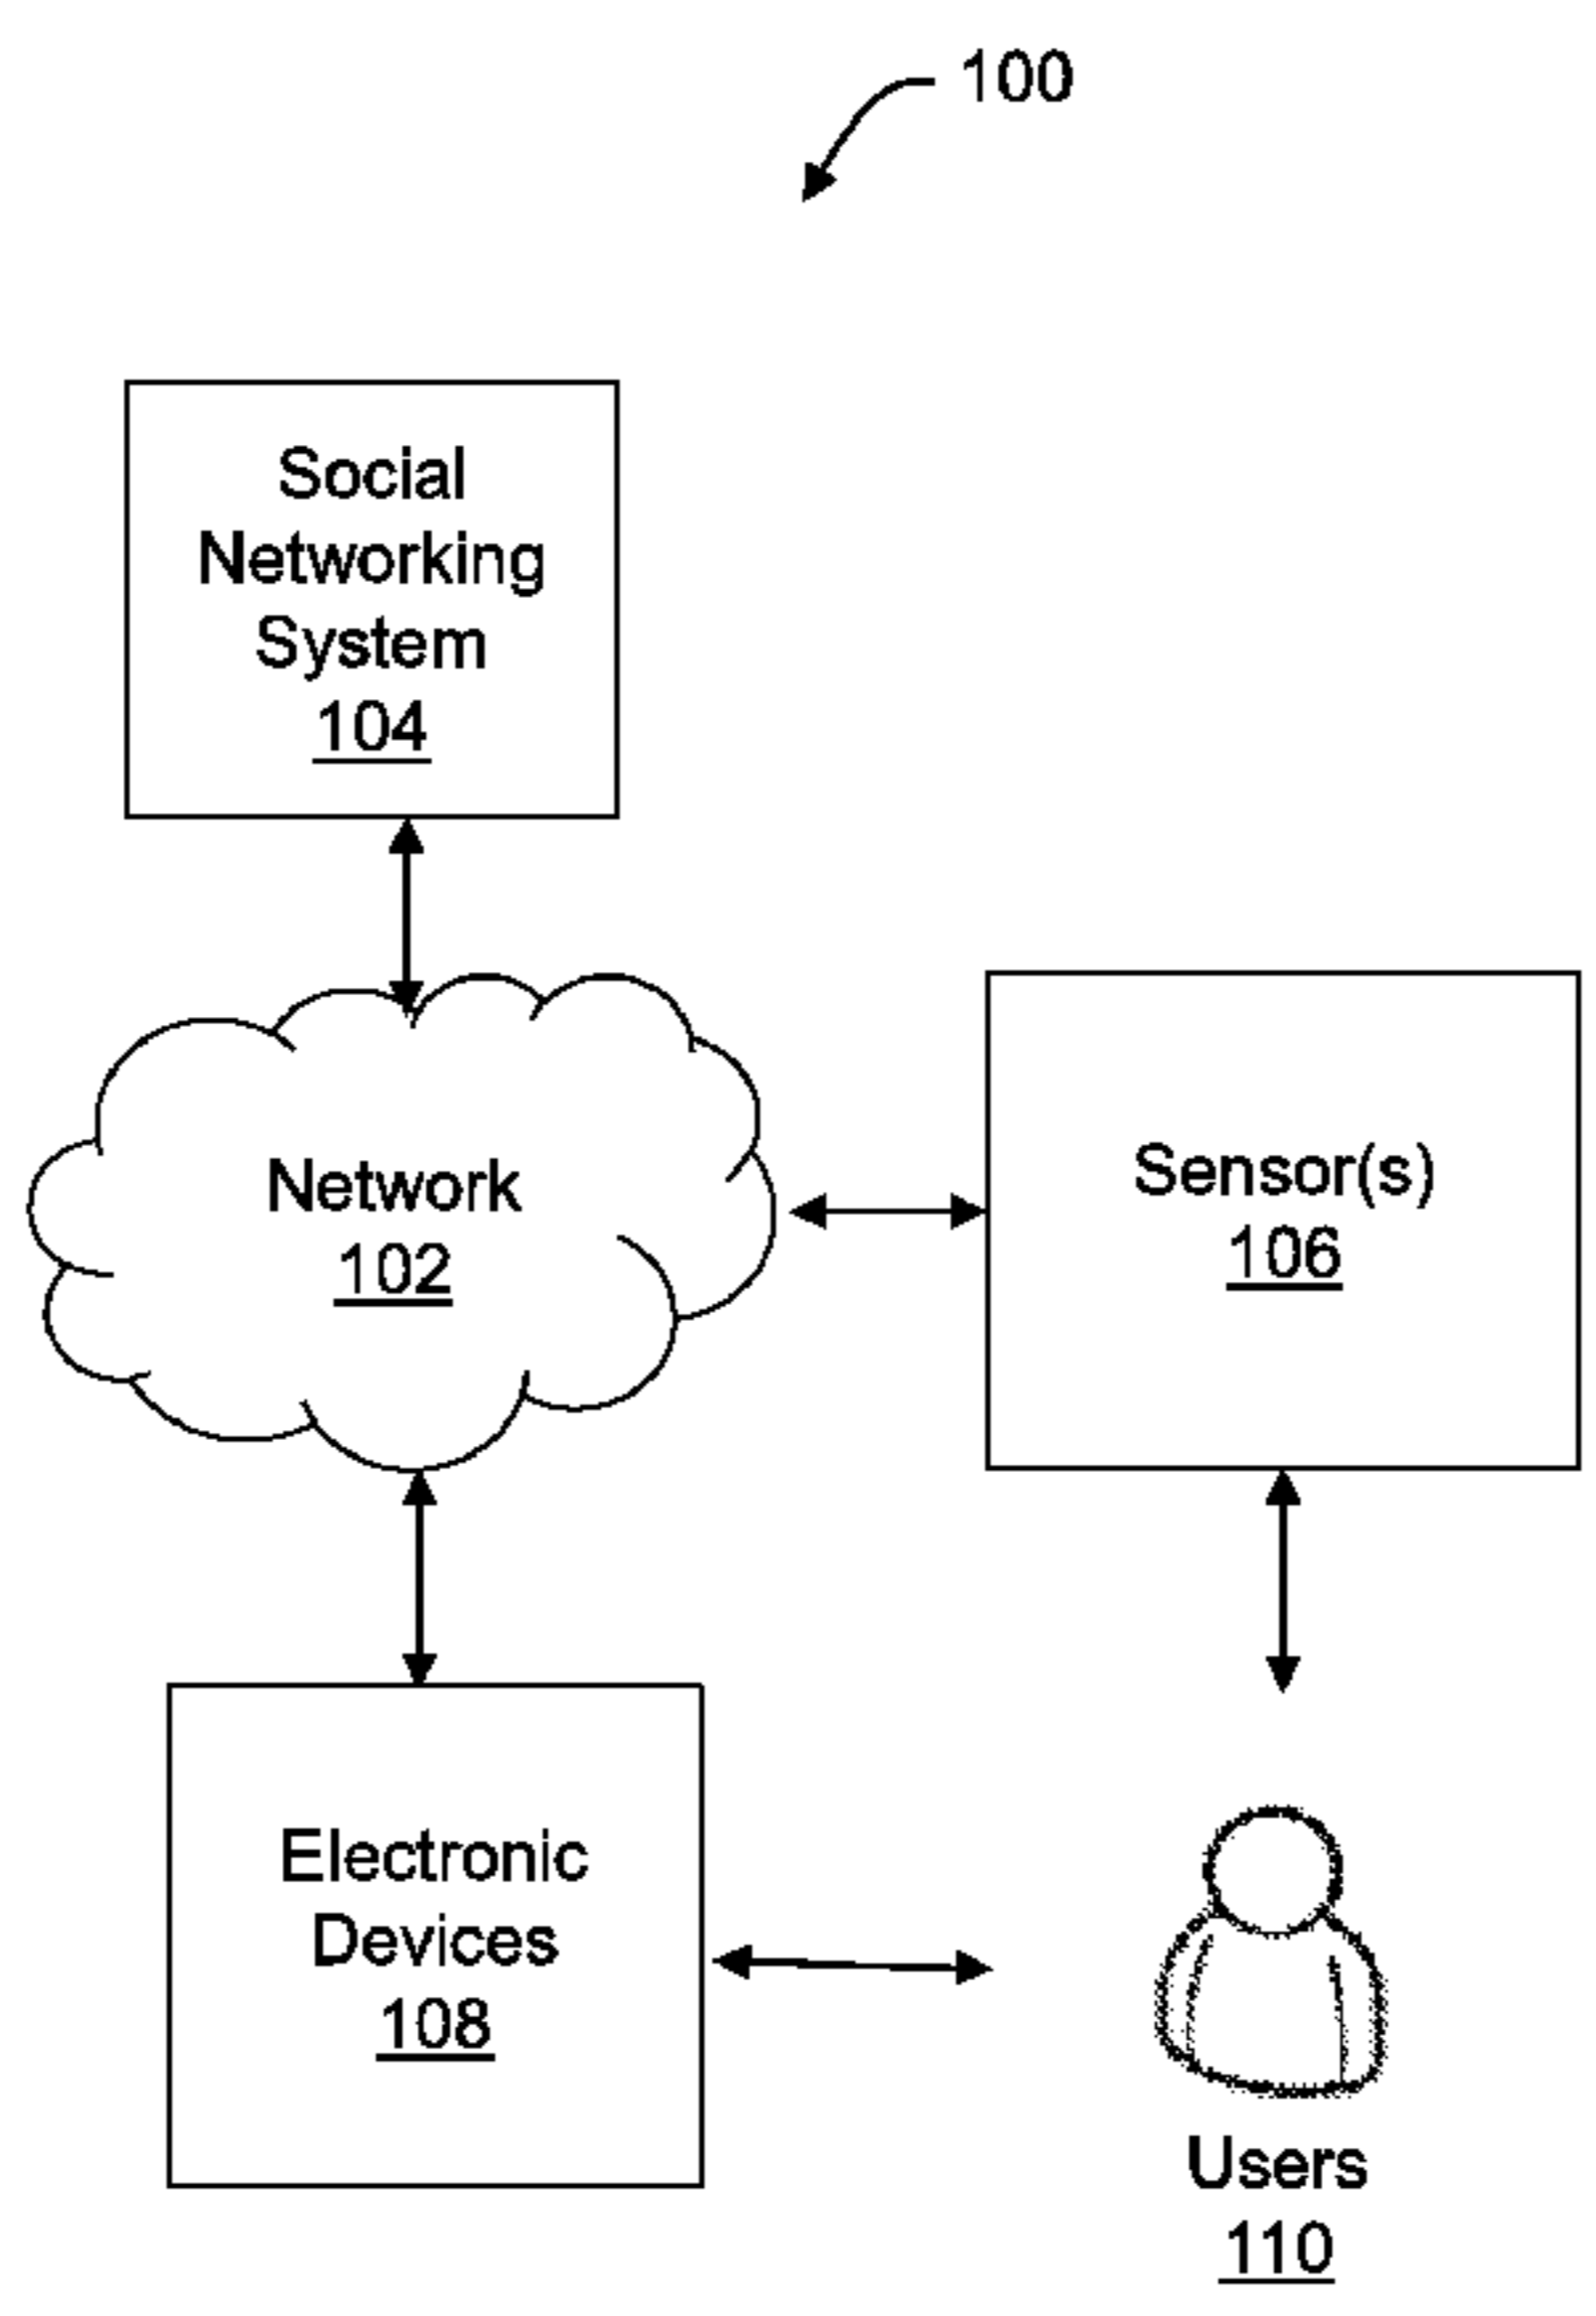 100
Social
Networking
System
104
Network
102
Sensor(s)
106
Electronic
Devices
108
Users
110